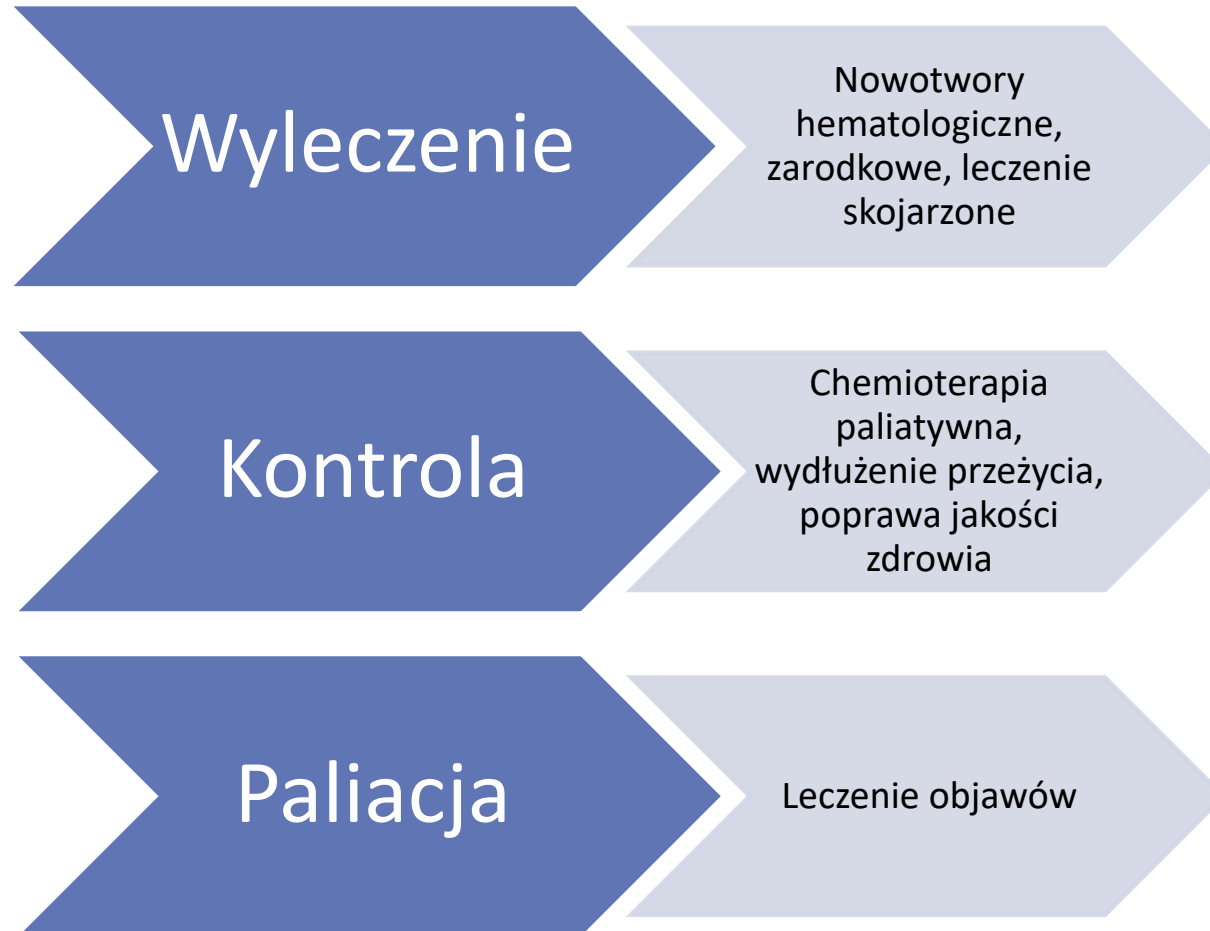 Wyleczenie
Nowotwory
hematologiczne,
zarodkowe, leczenie
skojarzone
Kontrola
Chemioterapia
paliatywna,
wydłużenie przeżycia,
poprawa jakości
zdrowia
Paliacja
Leczenie objawów